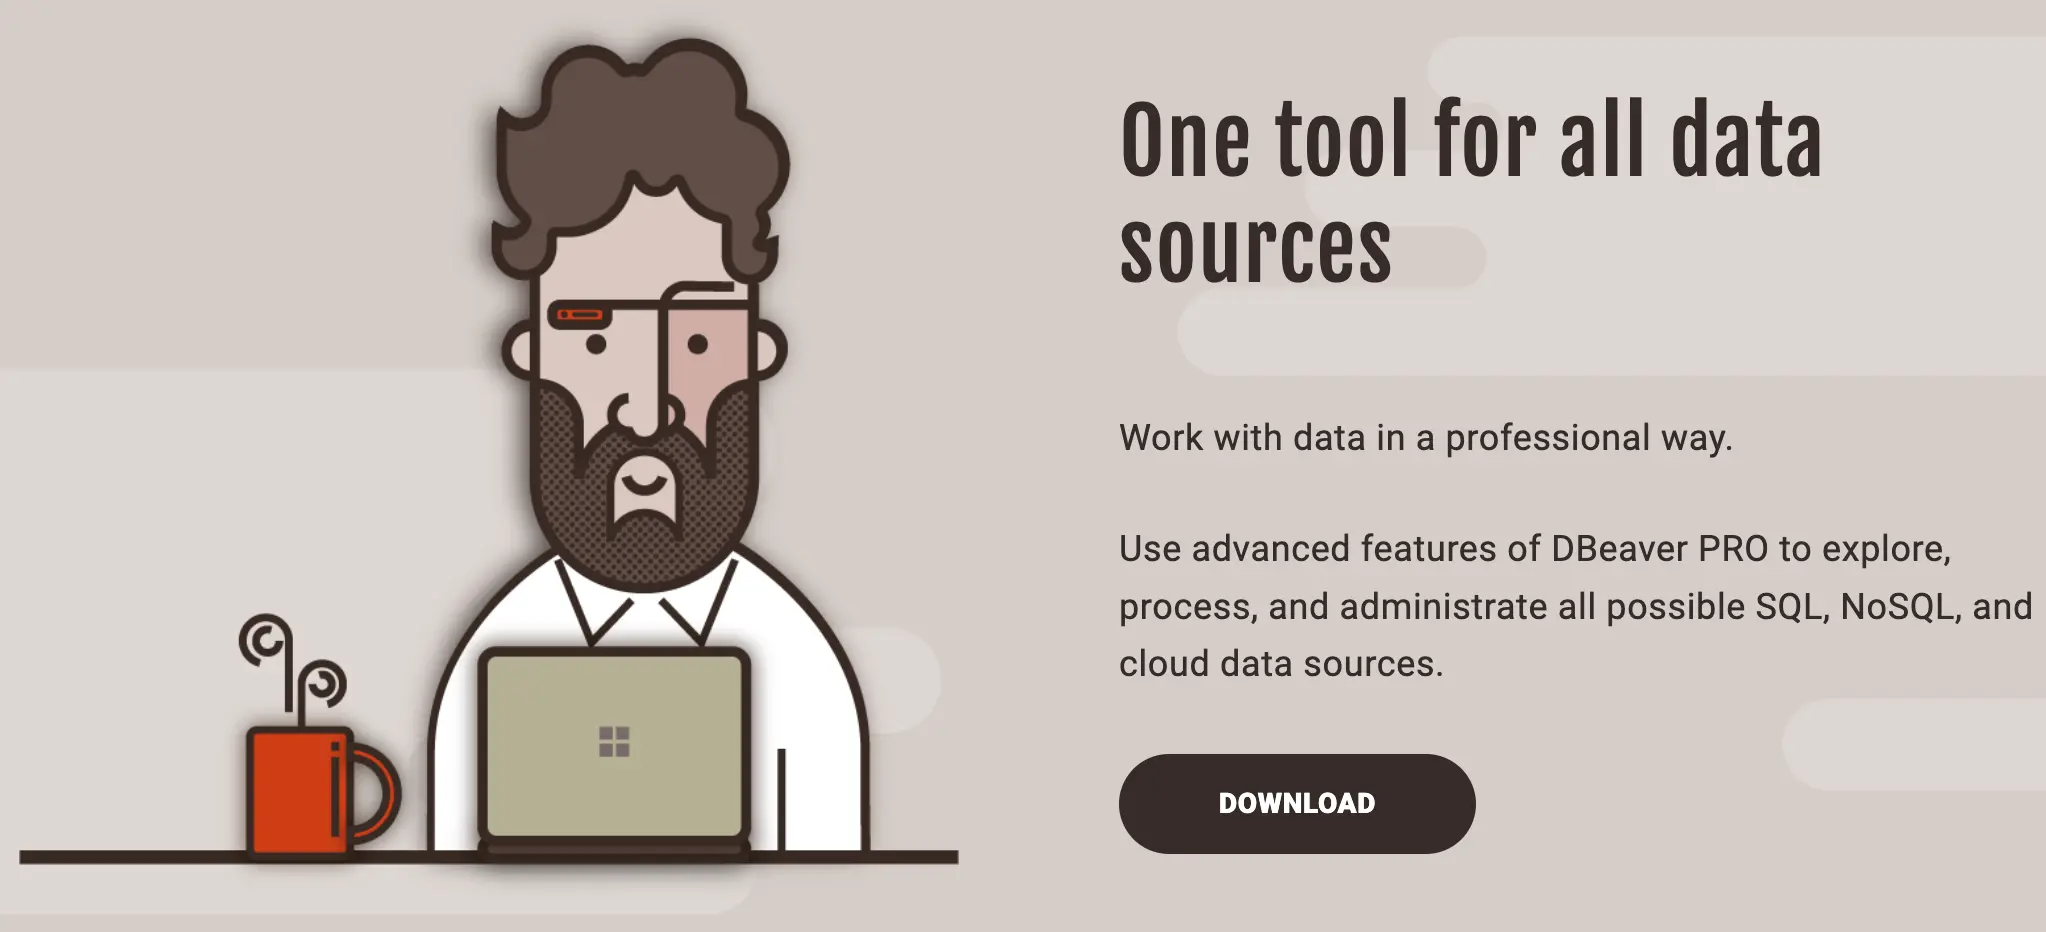 One tool for all data
sources
Work with data in a professional way.
Use advanced features of DBeaver PRO to explore,
process, and administrate all possible SQL, NoSQL, and
cloud data sources.
DOWNLOAD